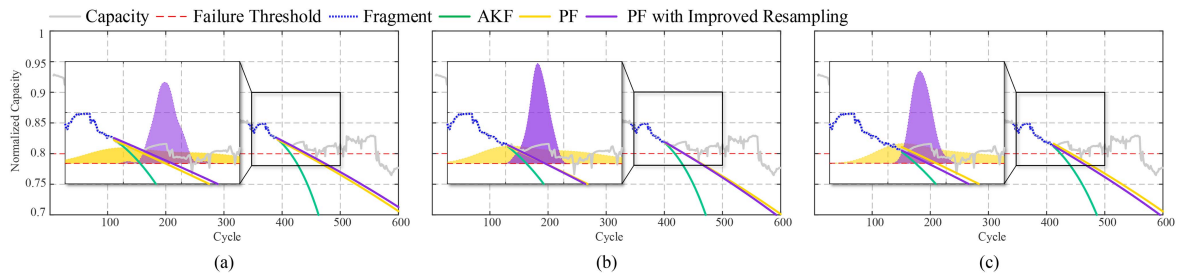 Capacity Failure Threshold Fragment AKF PF PF with Improved Resampling
Normalized Capacity
1
0.95
0.9
0.85
0.8
0.75
0.7
100 200 300 400 500 600
Cycle
(a)
100 200 300 400 500 600
Cycle
(b)
100 200 300 400 500 600
Cycle
(c)